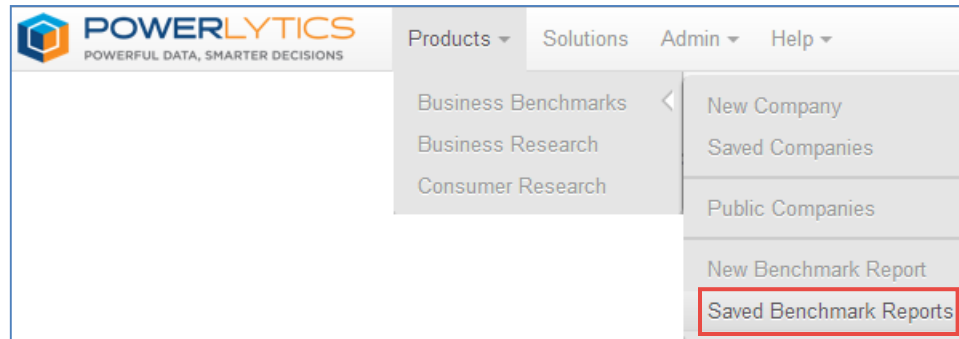 POWERLYTICS
POWERFUL DATA, SMARTER DECISIONS
Products Solutions Admin Help
Business Benchmarks
Business Research
Consumer Research
New Company
Saved Companies
Public Companies
New Benchmark Report
Saved Benchmark Reports